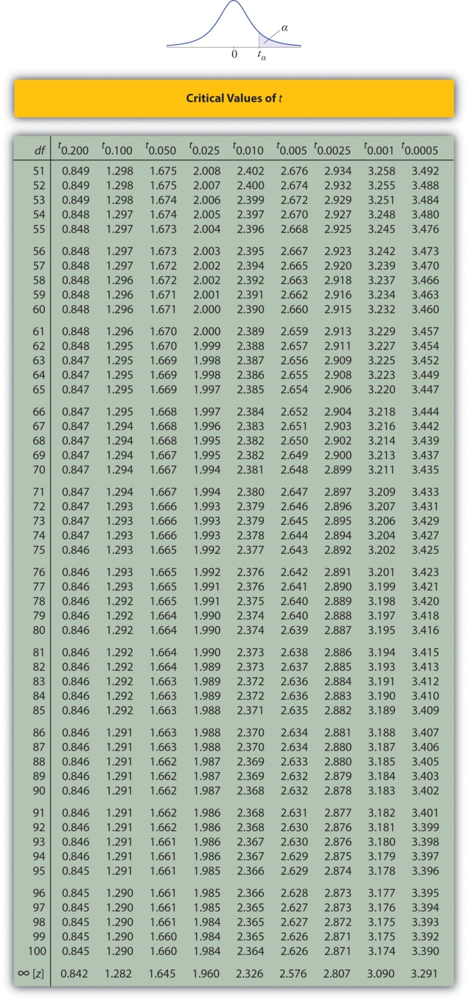 α
0 tα
Critical Values of t
df t0.200 t0.100 t0.050 t0.025 t0.010 t0.005 t0.0025 t0.001 t0.0005
51 0.849 1.298 1.675 2.008 2.402 2.676 2.934 3.258 3.492
52 0.849 1.298 1.675 2.007 2.400 2.674 2.932 3.255 3.488
53 0.849 1.298 1.674 2.006 2.399 2.672 2.929 3.251 3.484
54 0.848 1.297 1.674 2.005 2.397 2.670 2.927 3.248 3.480
55 0.848 1.297 1.673 2.004 2.396 2.668 2.925 3.245 3.476
56 0.848 1.297 1.673 2.003 2.395 2.667 2.923 3.242 3.473
57 0.848 1.297 1.672 2.002 2.394 2.665 2.920 3.239 3.470
58 0.848 1.296 1.672 2.002 2.392 2.663 2.918 3.237 3.466
59 0.848 1.296 1.671 2.001 2.391 2.662 2.916 3.234 3.463
60 0.848 1.296 1.671 2.000 2.390 2.660 2.915 3.232 3.460
61 0.848 1.296 1.670 2.000 2.389 2.659 2.913 3.229 3.457
62 0.848 1.295 1.670 1.999 2.388 2.657 2.911 3.227 3.454
63 0.847 1.295 1.669 1.998 2.387 2.656 2.909 3.225 3.452
64 0.847 1.295 1.669 1.998 2.386 2.655 2.908 3.223 3.449
65 0.847 1.295 1.669 1.997 2.385 2.654 2.906 3.220 3.447
66 0.847 1.295 1.668 1.997 2.384 2.652 2.904 3.218 3.444
67 0.847 1.294 1.668 1.996 2.383 2.651 2.903 3.216 3.442
68 0.847 1.294 1.668 1.995 2.382 2.650 2.902 3.214 3.439
69 0.847 1.294 1.667 1.995 2.382 2.649 2.900 3.213 3.437
70 0.847 1.294 1.667 1.994 2.381 2.648 2.899 3.211 3.435
71 0.847 1.294 1.667 1.994 2.380 2.647 2.897 3.209 3.433
72 0.847 1.293 1.666 1.993 2.379 2.646 2.896 3.207 3.431
73 0.847 1.293 1.666 1.993 2.379 2.645 2.895 3.206 3.429
74 0.847 1.293 1.666 1.993 2.378 2.644 2.894 3.204 3.427
75 0.846 1.293 1.665 1.992 2.377 2.643 2.892 3.202 3.425
76 0.846 1.293 1.665 1.992 2.376 2.642 2.891 3.201 3.423
77 0.846 1.293 1.665 1.991 2.376 2.641 2.890 3.199 3.421
78 0.846 1.292 1.665 1.991 2.375 2.640 2.889 3.198 3.420
79 0.846 1.292 1.664 1.990 2.374 2.640 2.888 3.197 3.418
80 0.846 1.292 1.664 1.990 2.374 2.639 2.887 3.195 3.416
81 0.846 1.292 1.664 1.990 2.373 2.638 2.886 3.194 3.415
82 0.846 1.292 1.664 1.989 2.373 2.637 2.885 3.193 3.413
83 0.846 1.292 1.663 1.989 2.372 2.636 2.884 3.191 3.412
84 0.846 1.292 1.663 1.989 2.372 2.636 2.883 3.190 3.410
85 0.846 1.292 1.663 1.988 2.371 2.635 2.882 3.189 3.409
86 0.846 1.291 1.663 1.988 2.370 2.634 2.881 3.188 3.407
87 0.846 1.291 1.663 1.988 2.370 2.634 2.880 3.187 3.406
88 0.846 1.291 1.662 1.987 2.369 2.633 2.880 3.185 3.405
89 0.846 1.291 1.662 1.987 2.369 2.632 2.879 3.184 3.403
90 0.846 1.291 1.662 1.987 2.368 2.632 2.878 3.183 3.402
91 0.846 1.291 1.662 1.986 2.368 2.631 2.877 3.182 3.401
92 0.846 1.291 1.662 1.986 2.368 2.630 2.876 3.181 3.399
93 0.846 1.291 1.661 1.986 2.367 2.630 2.876 3.180 3.398
94 0.846 1.291 1.661 1.986 2.367 2.629 2.875 3.179 3.397
95 0.845 1.291 1.661 1.985 2.366 2.629 2.874 3.178 3.396
96 0.845 1.290 1.661 1.985 2.366 2.628 2.873 3.177 3.395
97 0.845 1.290 1.661 1.985 2.365 2.627 2.873 3.176 3.394
98 0.845 1.290 1.661 1.984 2.365 2.627 2.872 3.175 3.393
99 0.845 1.290 1.660 1.984 2.365 2.626 2.871 3.175 3.392
100 0.845 1.290 1.660 1.984 2.364 2.626 2.871 3.174 3.390
∞ [z] 0.842 1.282 1.645 1.960 2.326 2.576 2.807 3.090 3.291